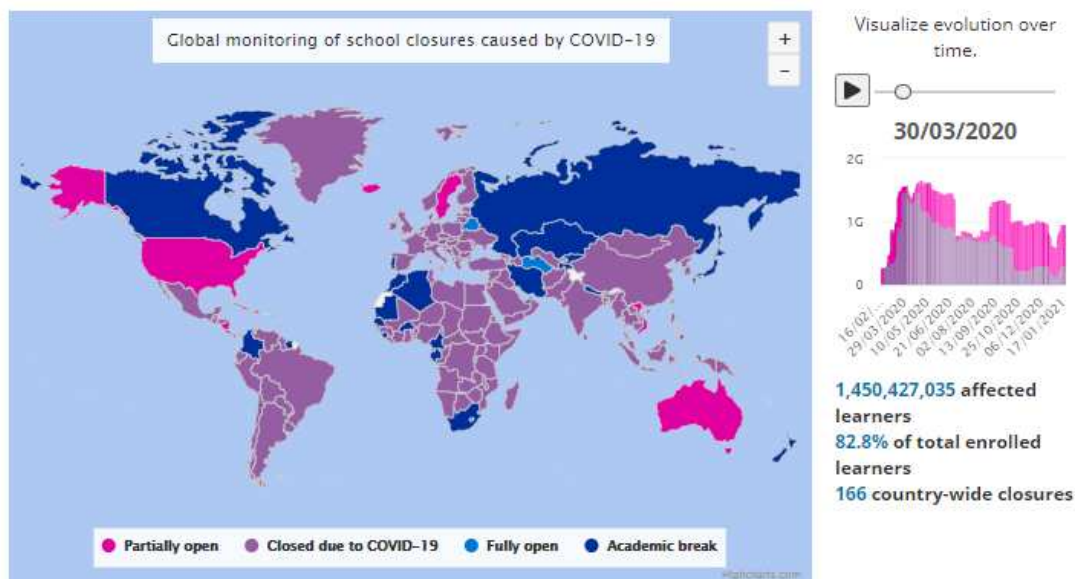 Global monitoring of school closures caused by COVID-19
+
-
Visualize evolution over
time.
30/03/2020
2G
1G
0
16/02/...
29/03/2020
10/05/2020
21/06/2020
02/08/2020
13/09/2020
25/10/2020
06/12/2020
17/01/2021
1,450,427,035 affected
learners
82.8% of total enrolled
learners
166 country-wide closures
Partially open
Closed due to COVID-19
Fully open
Academic break
Highcharts.com